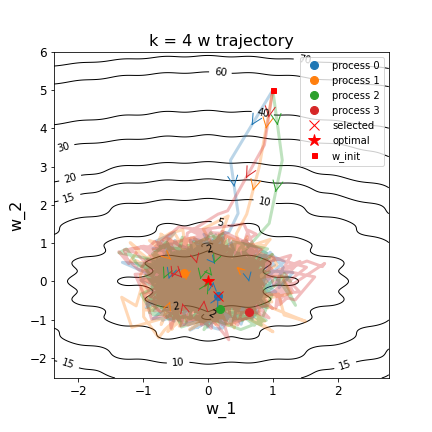 k = 4 w trajectory
process 0
process 1
process 2
process 3
selected
optimal
w_init
70
60
40
30
20
15
10
5
2
2
2
10
15
15
6
5
4
3
2
1
0
−1
−2
w_2
−2
−1
0
1
2
w_1